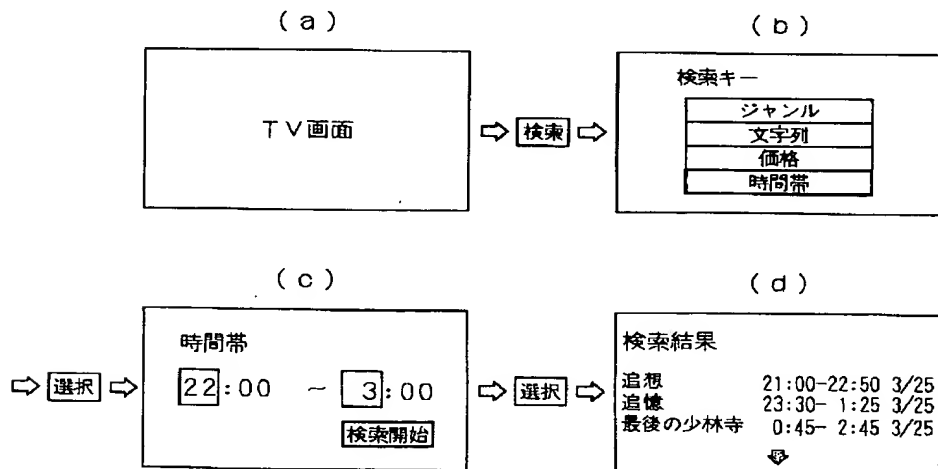 (a)
TV画面
検索
(b)
検索キー
ジャンル
文字列
価格
時間帯
選択
(c)
時間帯
22:00 ~ 3:00
検索開始
選択
(d)
検索結果
追想 21:00-22:50 3/25
追憶 23:30- 1:25 3/25
最後の少林寺 0:45- 2:45 3/25